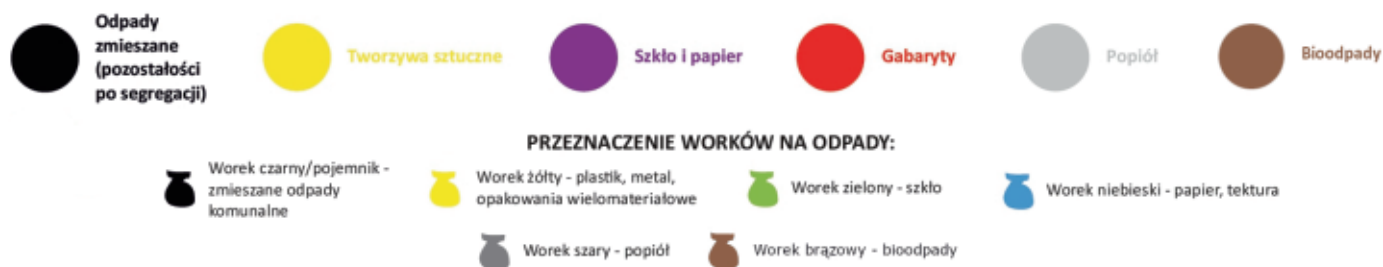 Odpady
zmieszane
(pozostałości
po segregacji)
Tworzywa sztuczne
Szkło i papier
Gabaryty
Popiół
Bioodpady
PRZEZNACZENIE WORKÓW NA ODPADY:
Worek czarny/pojemnik -
zmieszane odpady
komunalne
Worek żółty - plastik, metal,
opakowania wielomateriałowe
Worek zielony - szkło
Worek niebieski - papier, tektura
Worek szary - popiół
Worek brązowy - bioodpady